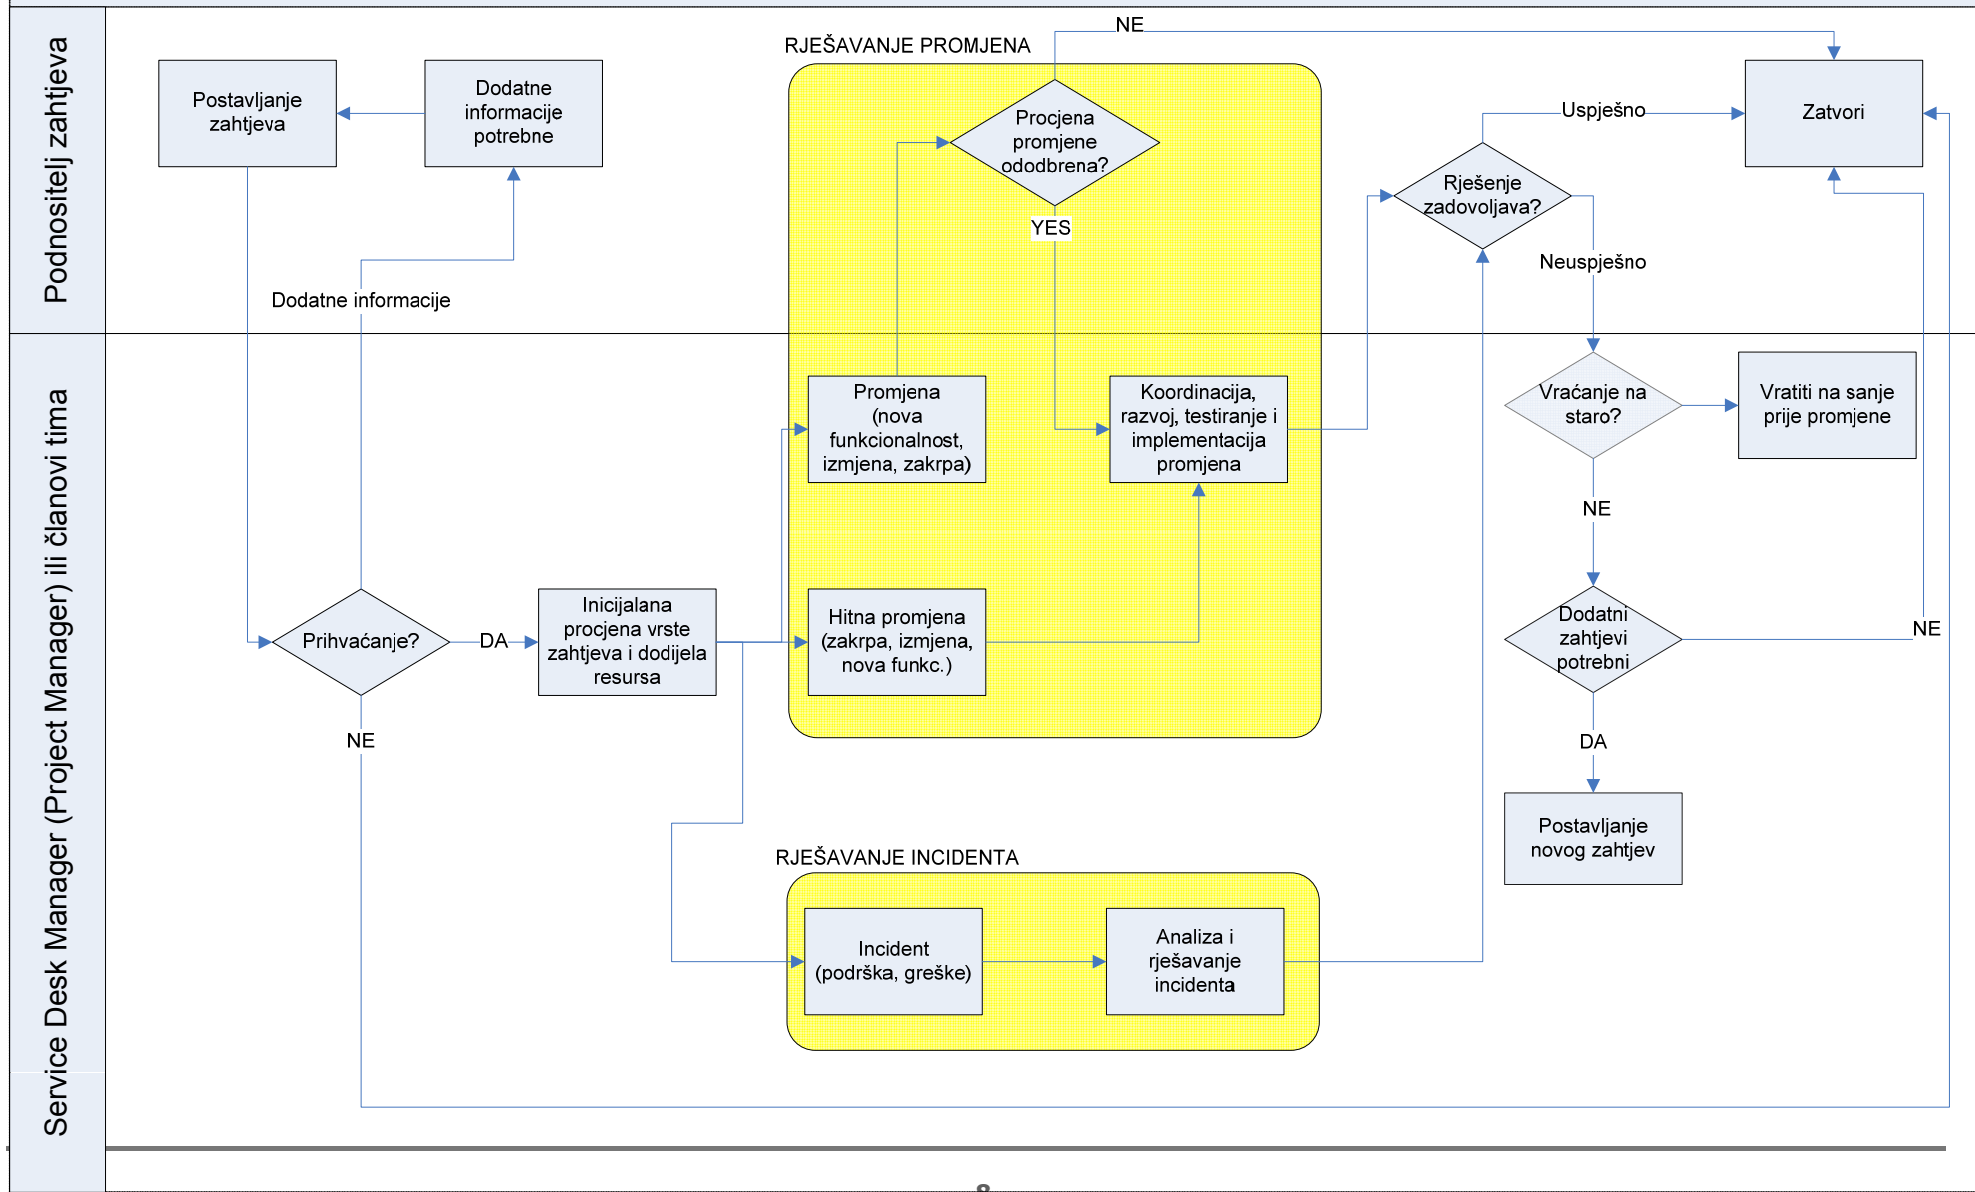 Podnositelj zahtjeva
Postavljanje
zahtjeva
Dodatne
informacije
potrebne
Dodatne informacije
RJEŠAVANJE PROMJENA
NE
Procjena
promjene
ododbrena?
YES
Rješenje
zadovoljava?
Uspješno
Neuspješno
Zatvori
Service Desk Manager (Project Manager) ili članovi tima
Prihvaćanje?
DA
NE
Inicijalana
procjena vrste
zahtjeva i dodijela
resursa
Promjena
(nova
funkcionalnost,
izmjena, zakrpa)
Koordinacija,
razvoj, testiranje i
implementacija
promjena
Hitna promjena
(zakrpa, izmjena,
nova funkc.)
Vraćanje na
staro?
Vratiti na sanje
prije promjene
NE
Dodatni
zahtjevi
potrebni
NE
DA
Postavljanje
novog zahtjev
RJEŠAVANJE INCIDENTA
Incident
(podrška, greške)
Analiza i
rješavanje
incidenta